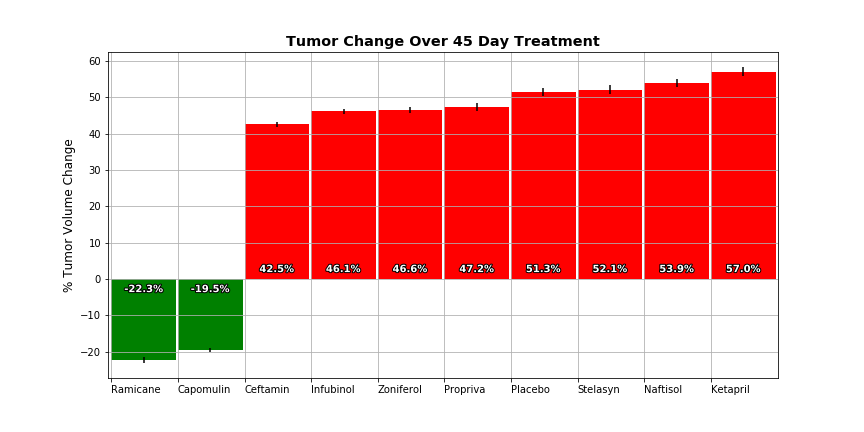 Tumor Change Over 45 Day Treatment
% Tumor Volume Change
60
50
40
30
20
10
0
−10
−20
-22.3% -19.5% 42.5% 46.1% 46.6% 47.2% 51.3% 52.1% 53.9% 57.0%
Ramicane Capomulin Ceftamin Infubinol Zoniferol Propriva Placebo Stelasyn Naftisol Ketapril